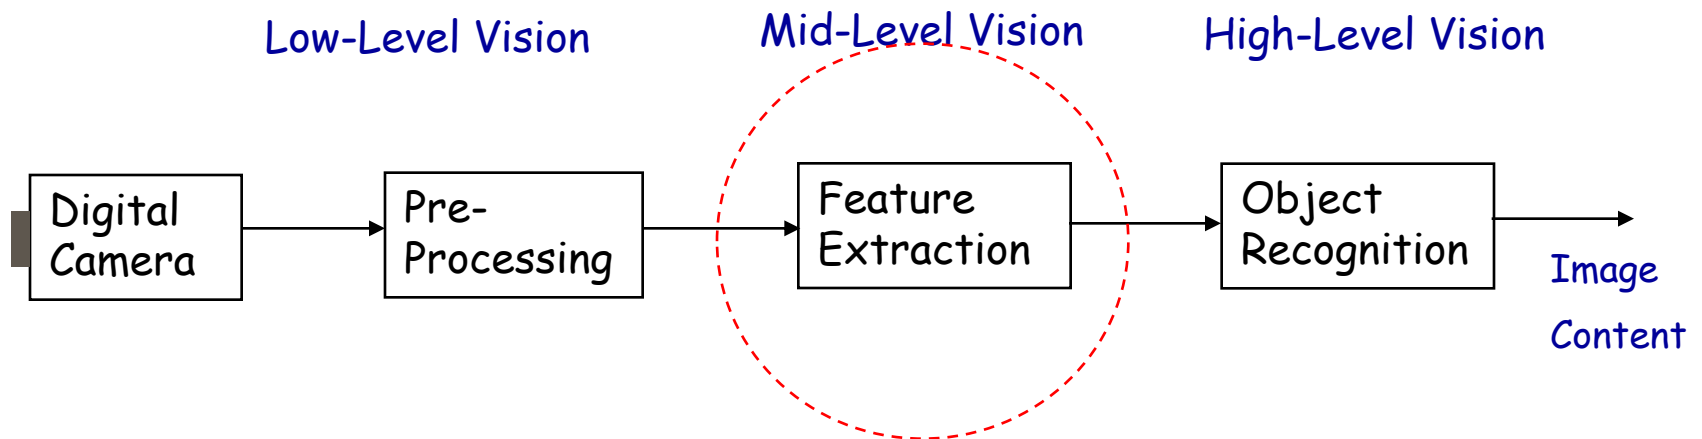 Low-Level Vision
Mid-Level Vision
High-Level Vision
Digital
Camera
Pre-
Processing
Feature
Extraction
Object
Recognition
Image
Content